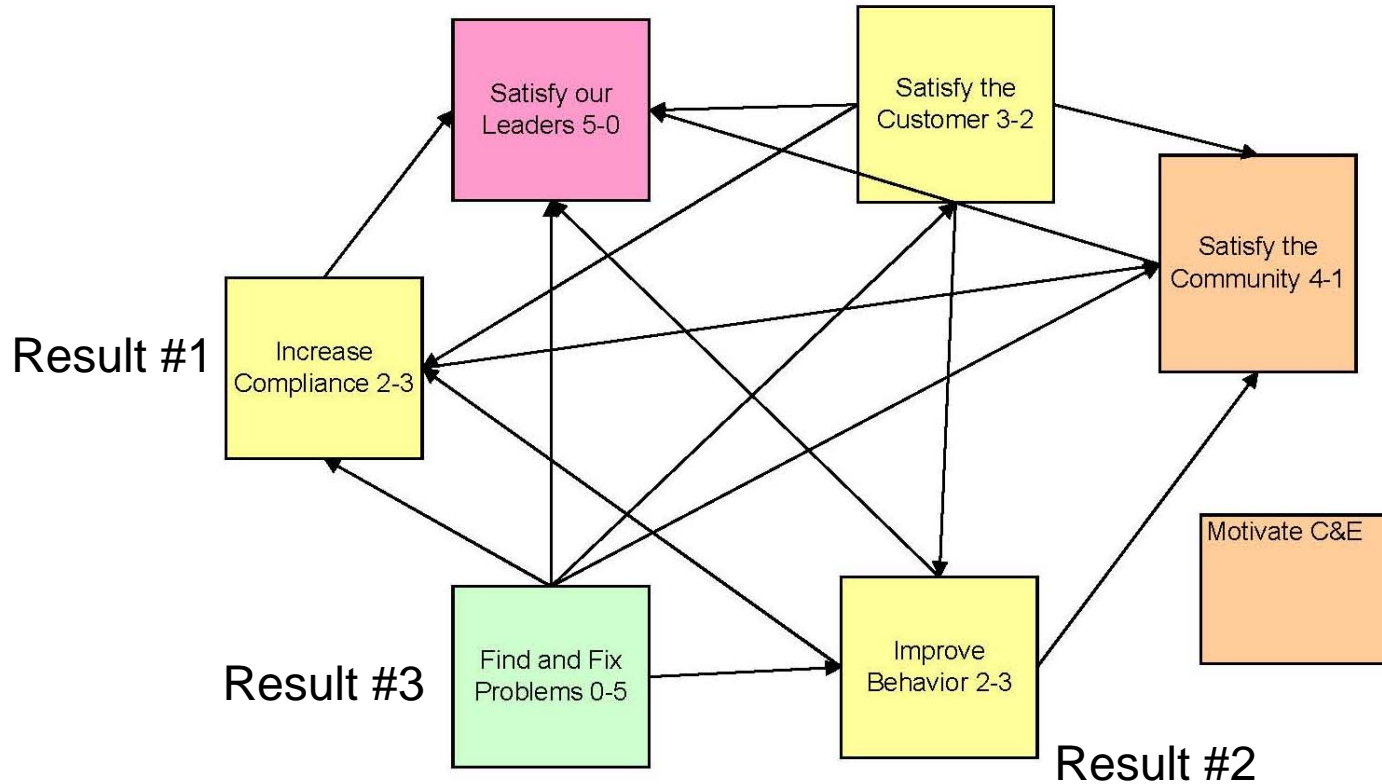 Satisfy our
Leaders 5-0
Satisfy the
Customer 3-2
Satisfy the
Community 4-1
Result #1
Increase
Compliance 2-3
Motivate C&E
Result #3
Find and Fix
Problems 0-5
Improve
Behavior 2-3
Result #2